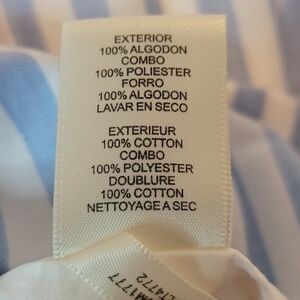 EXTERIOR
100% ALGODON
COMBO
100% POLIESTER
FORRO
100% ALGODON
LAVAR EN SECO
EXTERIEUR
100% COTTON
COMBO
100% POLYESTER
DOUBLURE
100% COTTON
NETTOYAGE A SEC